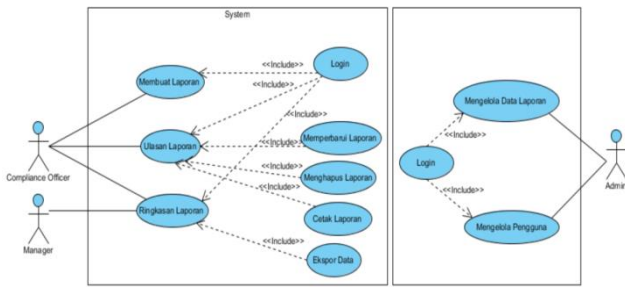 System
Membuat Laporan
<<Include>>
Login
<<Include>>
<<Include>>
Ulasan Laporan
<<Include>>
Memperbarui Laporan
<<Include>>
Menghapus Laporan
<<Include>>
Ringkasan Laporan
Cetak Laporan
<<Include>>
Ekspor Data
Compliance Officer
Manager
Mengelola Data Laporan
<<Include>>
Login
<<Include>>
Mengelola Pengguna
Admin